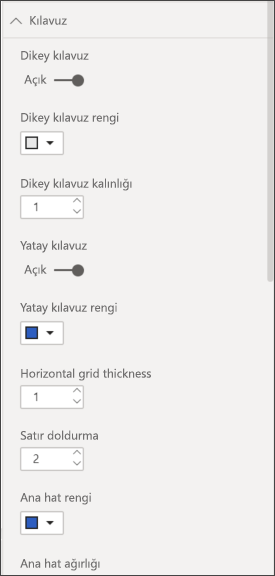 Kılavuz
Dikey kılavuz
Açık
Dikey kılavuz rengi
Dikey kılavuz kalınlığı
1
Yatay kılavuz
Açık
Yatay kılavuz rengi
Horizontal grid thickness
1
Satır doldurma
2
Ana hat rengi
Ana hat ağırlığı